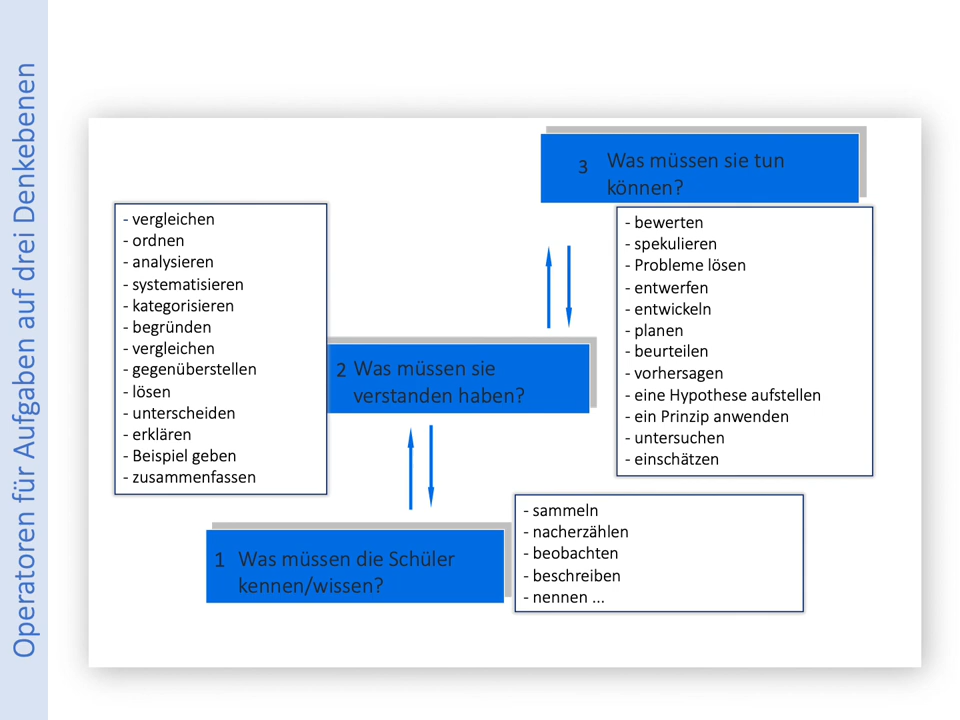 Operatoren für Aufgaben auf drei Denkebenen
3 Was müssen sie tun
können?
- bewerten
- spekulieren
- Probleme lösen
- entwerfen
- entwickeln
- planen
- beurteilen
- vorhersagen
- eine Hypothese aufstellen
- ein Prinzip anwenden
- untersuchen
- einschätzen
- vergleichen
- ordnen
- analysieren
- systematisieren
- kategorisieren
- begründen
- vergleichen
- gegenüberstellen
- lösen
- unterscheiden
- erklären
- Beispiel geben
- zusammenfassen
2 Was müssen sie
verstanden haben?
1 Was müssen die Schüler
kennen/wissen?
- sammeln
- nacherzählen
- beobachten
- beschreiben
- nennen ...